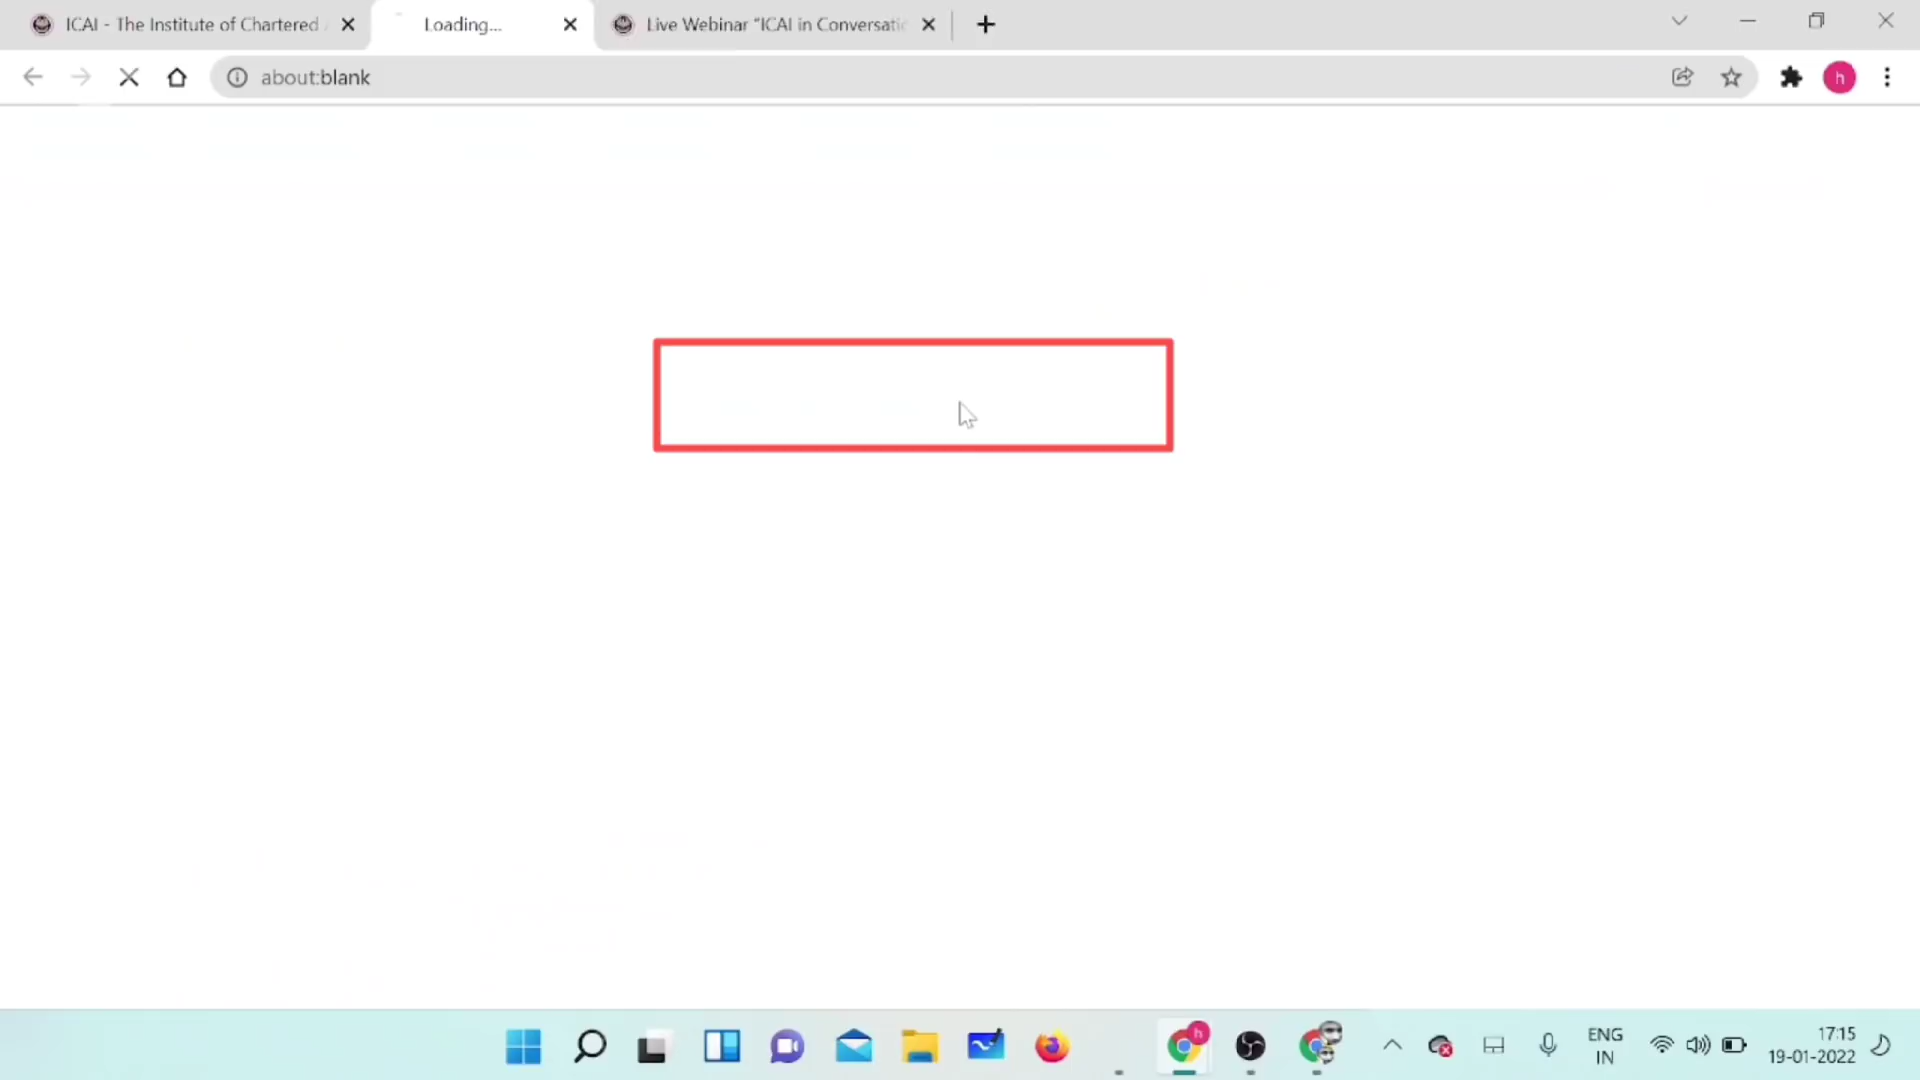 ICAI - The Institute of Chartered
Loading...
Live Webinar "ICAI in Conversatic
about:blank
h
h
ENG
IN
17:15
19-01-2022